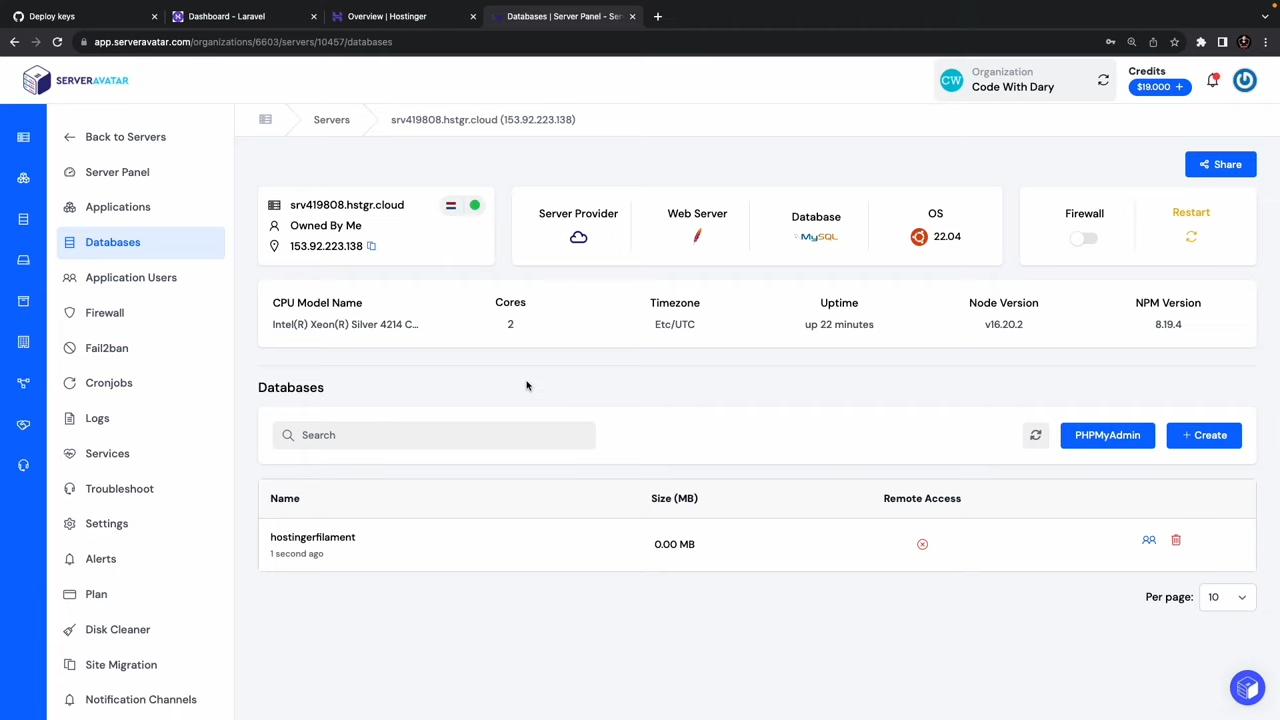 Deploy keys
Dashboard - Laravel
Overview | Hostinger
Databases | Server Panel - Ser
app.serveravatar.com/organizations/6603/servers/10457/databases
SERVERAVATAR
CW
Organization
Code With Dary
Credits
$19.000 +
Back to Servers
Server Panel
Applications
Databases
Application Users
Firewall
Fail2ban
Cronjobs
Logs
Services
Troubleshoot
Settings
Alerts
Plan
Disk Cleaner
Site Migration
Notification Channels
Servers
srv419808.hstgr.cloud (153.92.223.138)
Share
srv419808.hstgr.cloud
Owned By Me
153.92.223.138
Server Provider
Web Server
Database
MySQL
OS
22.04
Firewall
Restart
CPU Model Name
Intel(R) Xeon(R) Silver 4214 C...
Cores
2
Timezone
Etc/UTC
Uptime
up 22 minutes
Node Version
v16.20.2
NPM Version
8.19.4
Databases
Search
PHPMyAdmin
+ Create
Name
Size (MB)
Remote Access
hostingerfilament
1 second ago
0.00 MB
Per page:
10